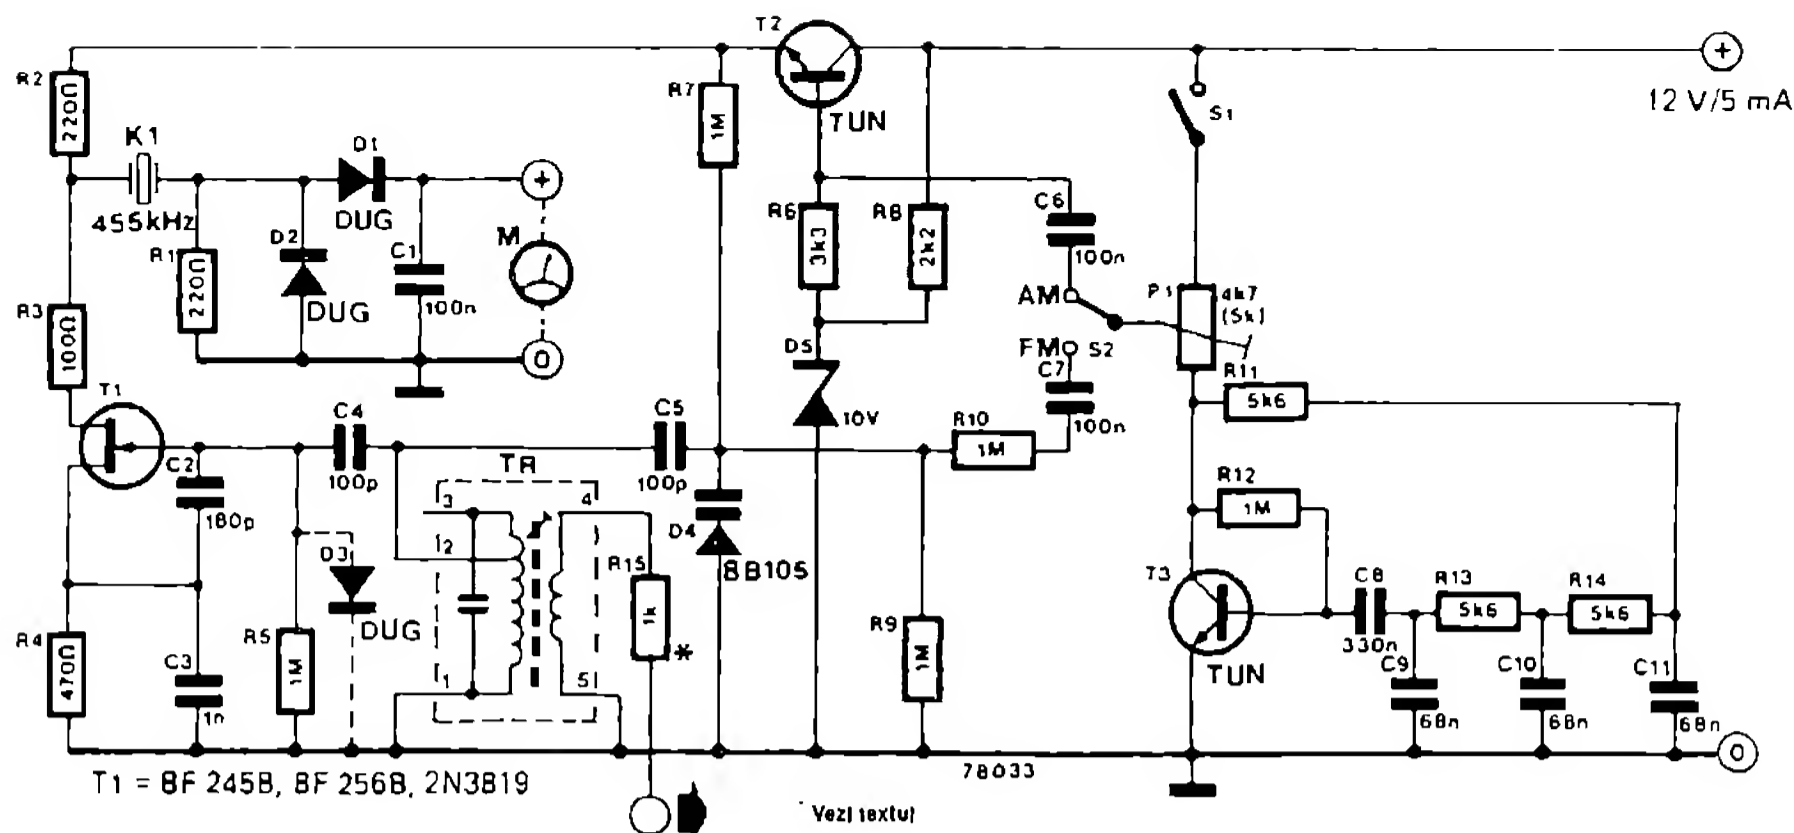 T2
R2
220Ω
K1
455kHz
D1
DUG
D2
DUG
R1
220Ω
C1
100n
M
+
0
R7
1M
TUN
R6
3k3
R8
2k2
C6
100n
AM
FM
S2
C7
100n
S1
+
12 V/5 mA
P1
4k7
(5k)
R3
100Ω
T1
C2
180p
C4
100p
TR
3
4
2
1
5
C5
100p
D5
10V
R10
1M
R11
5k6
R12
1M
D4
BB105
R15
1k
*
D3
DUG
R5
1M
R4
470Ω
C3
1n
R9
1M
T3
TUN
C8
330n
R13
5k6
R14
5k6
C9
68n
C10
68n
C11
68n
0
T1 = BF 245B, BF 256B, 2N3819
78033
* Vezi textul